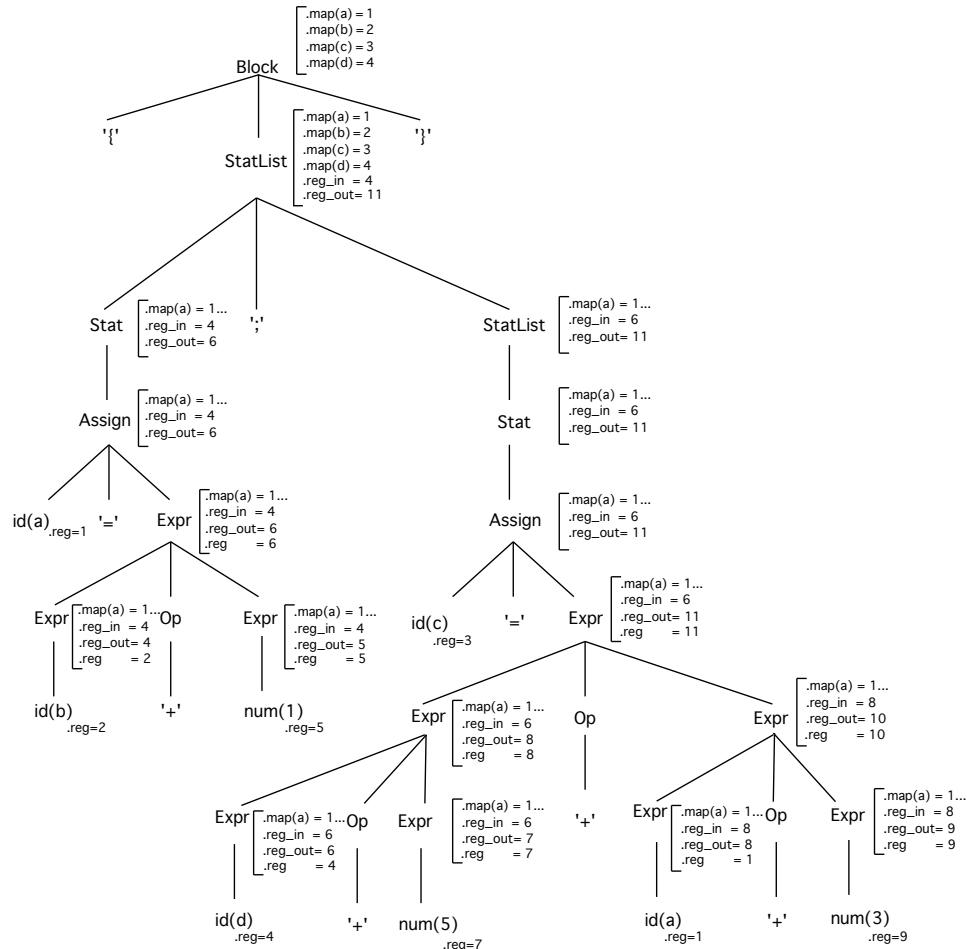 .map(a) = 1
.map(b) = 2
.map(c) = 3
.map(d) = 4
Block
'{'
'}'
.map(a) = 1
.map(b) = 2
.map(c) = 3
.map(d) = 4
.reg_in = 4
.reg_out= 11
StatList
Stat
.map(a) = 1...
.reg_in = 4
.reg_out= 6
';'
StatList
.map(a) = 1...
.reg_in = 6
.reg_out= 11
Assign
.map(a) = 1...
.reg_in = 4
.reg_out= 6
Stat
.map(a) = 1...
.reg_in = 6
.reg_out= 11
id(a)
.reg=1
'='
Expr
.map(a) = 1...
.reg_in = 4
.reg_out= 6
.reg = 6
Assign
.map(a) = 1...
.reg_in = 6
.reg_out= 11
Expr
.map(a) = 1...
.reg_in = 4
.reg_out= 4
.reg = 2
Op
Expr
.map(a) = 1...
.reg_in = 4
.reg_out= 5
.reg = 5
id(c)
.reg=3
'='
Expr
.map(a) = 1...
.reg_in = 6
.reg_out= 11
.reg = 11
id(b)
.reg=2
'+'
num(1)
.reg=5
Expr
.map(a) = 1...
.reg_in = 6
.reg_out= 8
.reg = 8
Op
Expr
.map(a) = 1...
.reg_in = 8
.reg_out= 10
.reg = 10
Expr
.map(a) = 1...
.reg_in = 6
.reg_out= 6
.reg = 4
Op
Expr
.map(a) = 1...
.reg_in = 6
.reg_out= 7
.reg = 7
'+'
Expr
.map(a) = 1...
.reg_in = 8
.reg_out= 8
.reg = 1
Op
Expr
.map(a) = 1...
.reg_in = 8
.reg_out= 9
.reg = 9
id(d)
.reg=4
'+'
num(5)
.reg=7
id(a)
.reg=1
'+'
num(3)
.reg=9